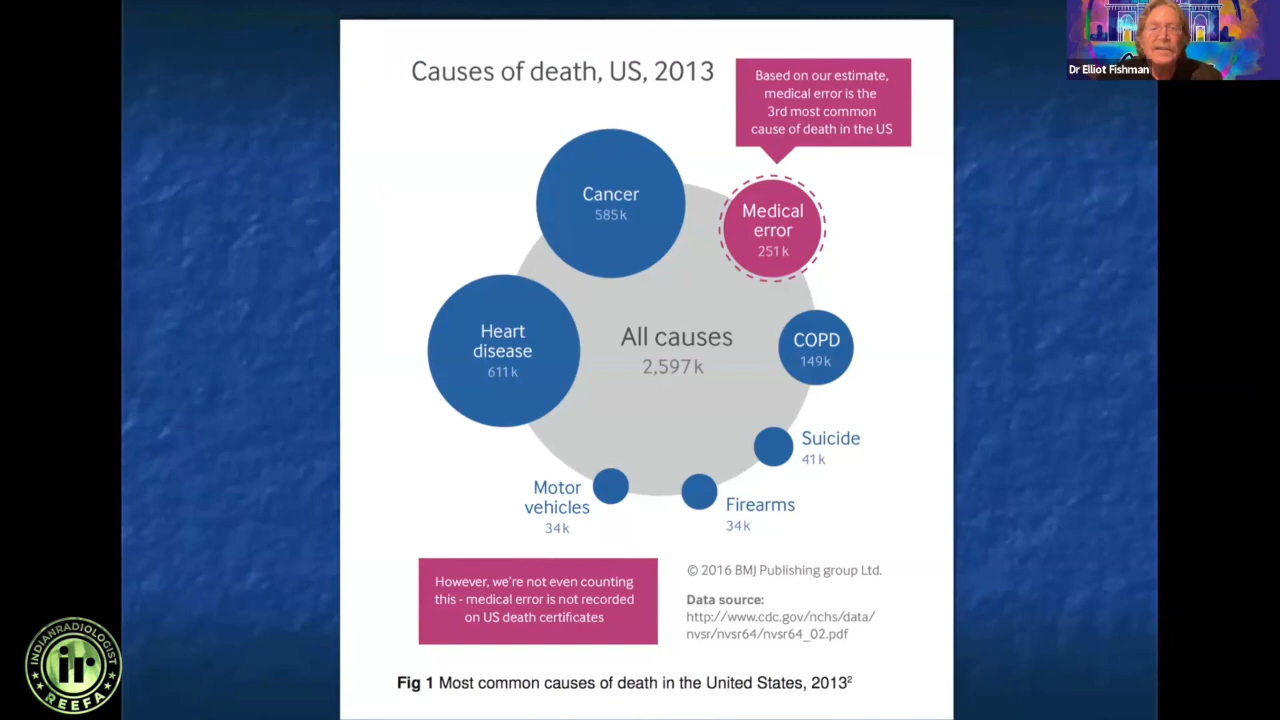 Causes of death, US, 2013
Based on our estimate,
medical error is the
3rd most common
cause of death in the US
Dr Elliot Fishman
Cancer
585k
Medical
error
251k
Heart
disease
611k
All causes
2,597k
COPD
149k
Suicide
41k
Motor
vehicles
34k
Firearms
34k
However, we're not even counting
this - medical error is not recorded
on US death certificates
© 2016 BMJ Publishing group Ltd.
Data source:
http://www.cdc.gov/nchs/data/
nvsr/nvsr64/nvsr64_02.pdf
Fig 1 Most common causes of death in the United States, 2013²
INDIANRADIOLOGIST
ir
REEFA